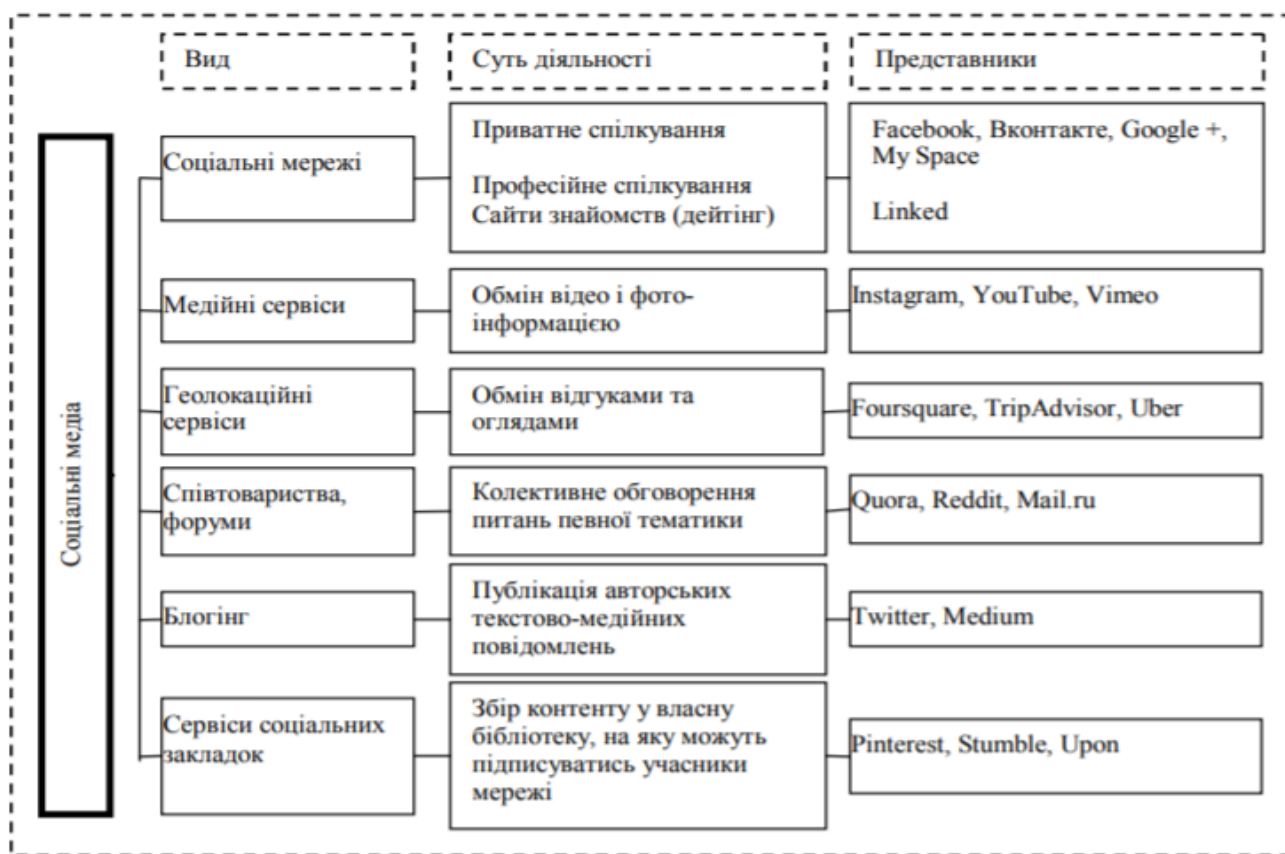 Вид
Суть діяльності
Представники
Соціальні медіа
Соціальні мережі
Приватне спілкування
Професійне спілкування
Сайти знайомств (дейтінг)
Facebook, Вконтакте, Google +,
My Space
Linked
Медійні сервіси
Обмін відео і фото-
інформацією
Instagram, YouTube, Vimeo
Геолокаційні
сервіси
Обмін відгуками та
оглядами
Foursquare, TripAdvisor, Uber
Співтовариства,
форуми
Колективне обговорення
питань певної тематики
Quora, Reddit, Mail.ru
Блогінг
Публікація авторських
текстово-медійних
повідомлень
Twitter, Medium
Сервіси соціальних
закладок
Збір контенту у власну
бібліотеку, на яку можуть
підписуватись учасники
мережі
Pinterest, Stumble, Upon